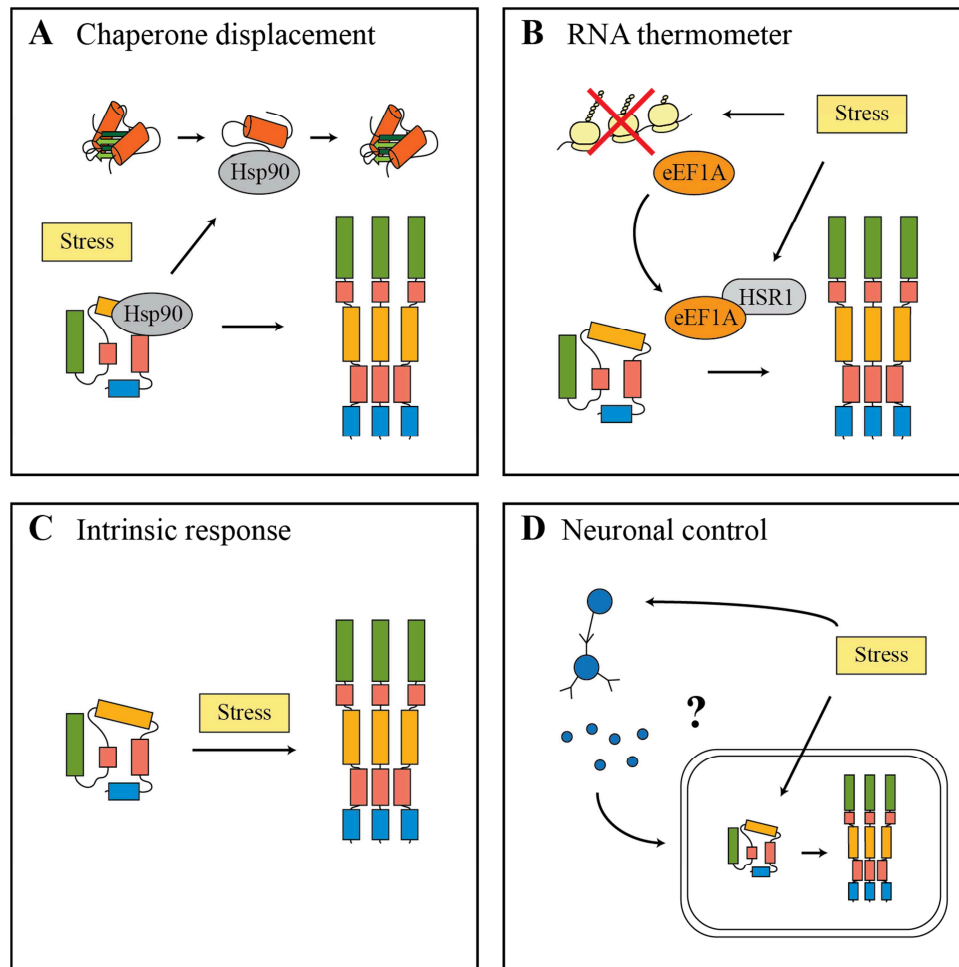 A Chaperone displacement
Hsp90
Stress
Hsp90
B RNA thermometer
Stress
eEF1A
HSR1
eEF1A
C Intrinsic response
Stress
D Neuronal control
Stress
?